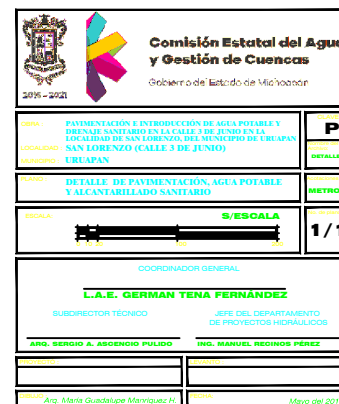 Comisión Estatal del Agua
y Gestión de Cuencas
Gobierno del Estado de Michoacán
2015 - 2021
PAVIMENTACIÓN E INTRODUCCIÓN DE AGUA POTABLE Y
DRENAJE SANITARIO EN LA CALLE 3 DE JUNIO EN LA
LOCALIDAD DE SAN LORENZO, DEL MUNICIPIO DE URUAPAN
LOCALIDAD: SAN LORENZO (CALLE 3 DE JUNIO)
MUNICIPIO: URUAPAN
P
DETALLE
DETALLE DE PAVIMENTACIÓN, AGUA POTABLE
Y ALCANTARILLADO SANITARIO
METRO
ESCALA
S/ESCALA
1/1
COORDINADOR GENERAL
L.A.E. GERMAN TENA FERNÁNDEZ
SUBDIRECTOR TÉCNICO
JEFE DEL DEPARTAMENTO
DE PROYECTOS HIDRÁULICOS
ARQ. SERGIO A. ASCENCIO PULIDO
ING. MANUEL RECINOS PÉREZ
Arq. María Guadalupe Manríquez H.
Mayo del 201